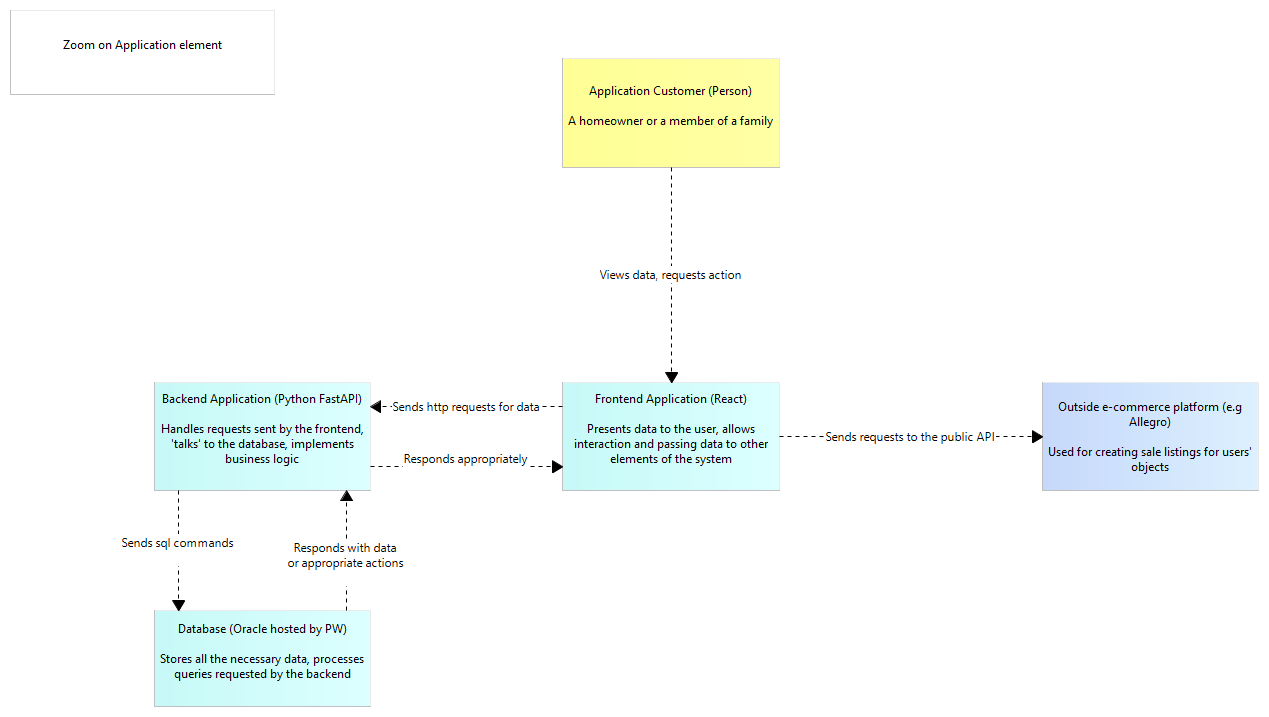 Zoom on Application element
Application Customer (Person)
A homeowner or a member of a family
Views data, requests action
Backend Application (Python FastAPI)
Handles requests sent by the frontend,
'talks' to the database, implements
business logic
Sends http requests for data
Responds appropriately
Frontend Application (React)
Presents data to the user, allows
interaction and passing data to other
elements of the system
Sends requests to the public API
Outside e-commerce platform (e.g
Allegro)
Used for creating sale listings for users'
objects
Sends sql commands
Responds with data
or appropriate actions
Database (Oracle hosted by PW)
Stores all the necessary data, processes
queries requested by the backend